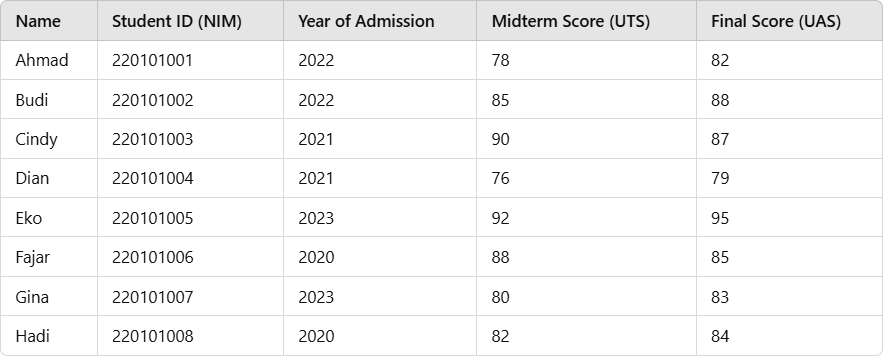 Name Student ID (NIM) Year of Admission Midterm Score (UTS) Final Score (UAS)
Ahmad 220101001 2022 78 82
Budi 220101002 2022 85 88
Cindy 220101003 2021 90 87
Dian 220101004 2021 76 79
Eko 220101005 2023 92 95
Fajar 220101006 2020 88 85
Gina 220101007 2023 80 83
Hadi 220101008 2020 82 84